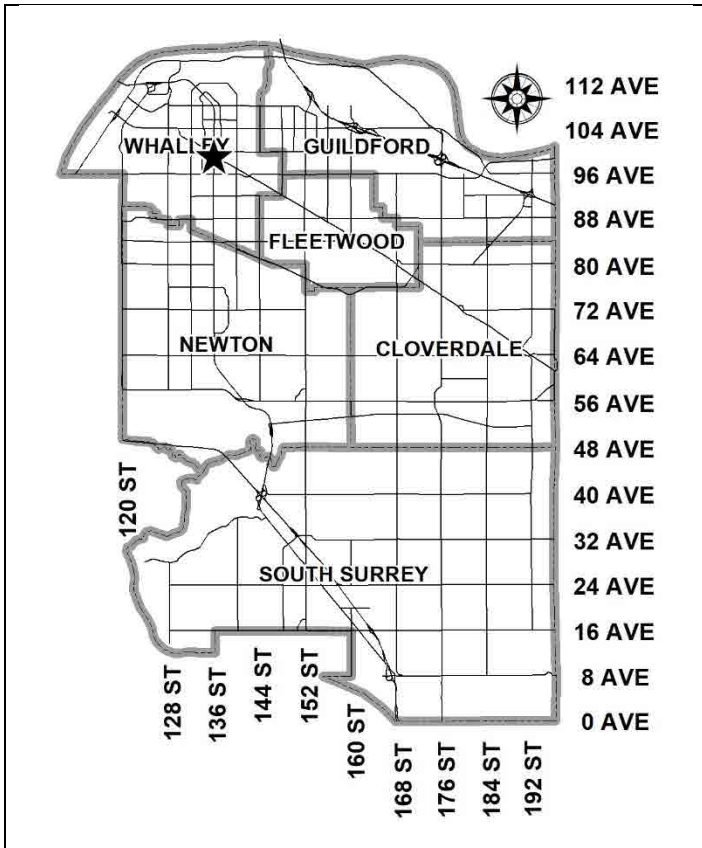 112 AVE
104 AVE
WHALLEY
GUILDFORD
96 AVE
88 AVE
FLEETWOOD
80 AVE
72 AVE
NEWTON
CLOVERDALE
64 AVE
56 AVE
48 AVE
120 ST
40 AVE
32 AVE
SOUTH SURREY
24 AVE
16 AVE
128 ST
136 ST
144 ST
152 ST
160 ST
8 AVE
0 AVE
168 ST
176 ST
184 ST
192 ST